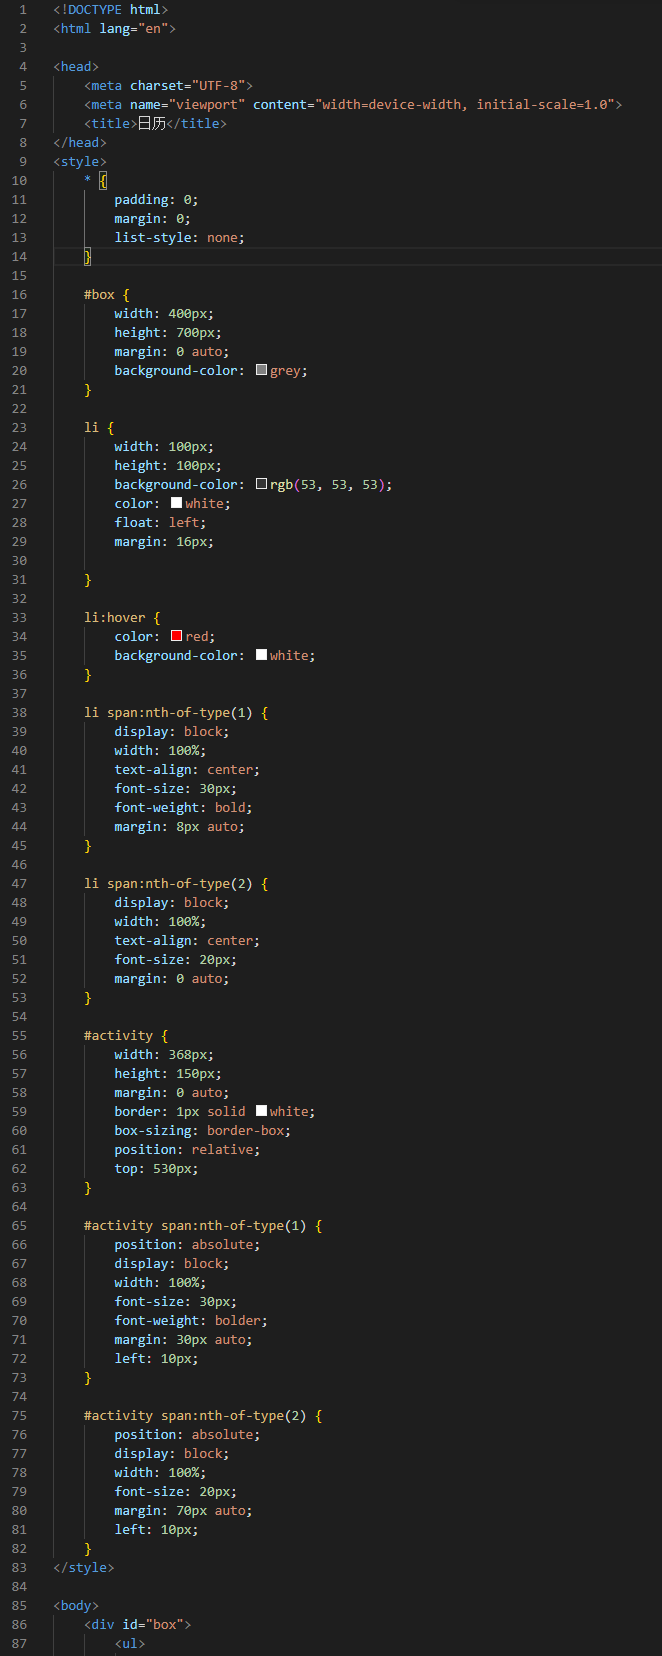 1 <!DOCTYPE html>
2 <html lang="en">
3
4 <head>
5     <meta charset="UTF-8">
6     <meta name="viewport" content="width=device-width, initial-scale=1.0">
7     <title>日历</title>
8 </head>
9 <style>
10     * {
11         padding: 0;
12         margin: 0;
13         list-style: none;
14     }
15
16     #box {
17         width: 400px;
18         height: 700px;
19         margin: 0 auto;
20         background-color: grey;
21     }
22
23     li {
24         width: 100px;
25         height: 100px;
26         background-color: rgb(53, 53, 53);
27         color: white;
28         float: left;
29         margin: 16px;
30
31     }
32
33     li:hover {
34         color: red;
35         background-color: white;
36     }
37
38     li span:nth-of-type(1) {
39         display: block;
40         width: 100%;
41         text-align: center;
42         font-size: 30px;
43         font-weight: bold;
44         margin: 8px auto;
45     }
46
47     li span:nth-of-type(2) {
48         display: block;
49         width: 100%;
50         text-align: center;
51         font-size: 20px;
52         margin: 0 auto;
53     }
54
55     #activity {
56         width: 368px;
57         height: 150px;
58         margin: 0 auto;
59         border: 1px solid white;
60         box-sizing: border-box;
61         position: relative;
62         top: 530px;
63     }
64
65     #activity span:nth-of-type(1) {
66         position: absolute;
67         display: block;
68         width: 100%;
69         font-size: 30px;
70         font-weight: bolder;
71         margin: 30px auto;
72         left: 10px;
73     }
74
75     #activity span:nth-of-type(2) {
76         position: absolute;
77         display: block;
78         width: 100%;
79         font-size: 20px;
80         margin: 70px auto;
81         left: 10px;
82     }
83 </style>
84
85 <body>
86     <div id="box">
87         <ul>